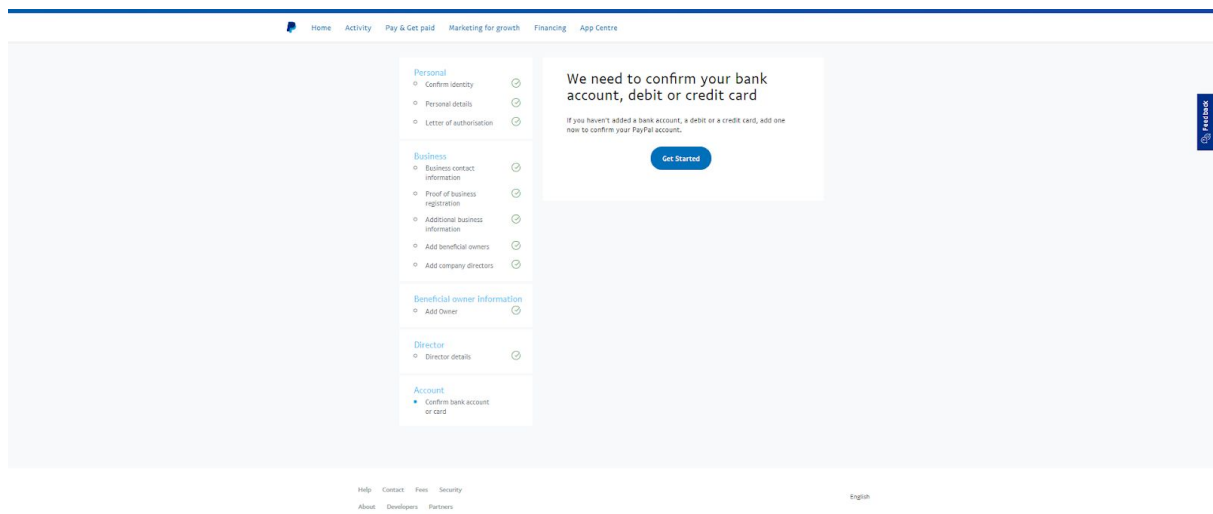 Home Activity Pay & Get paid Marketing for growth Financing App Centre
Personal
Confirm identity
Personal details
Letter of authorisation
Business
Business contact
information
Proof of business
registration
Additional business
information
Add beneficial owners
Add company directors
Beneficial owner information
Add Owner
Director
Director details
Account
Confirm bank account
or card
We need to confirm your bank
account, debit or credit card
If you haven't added a bank account, a debit or a credit card, add one
now to confirm your PayPal account.
Get Started
Feedback
Help Contact Fees Security
About Developers Partners
English